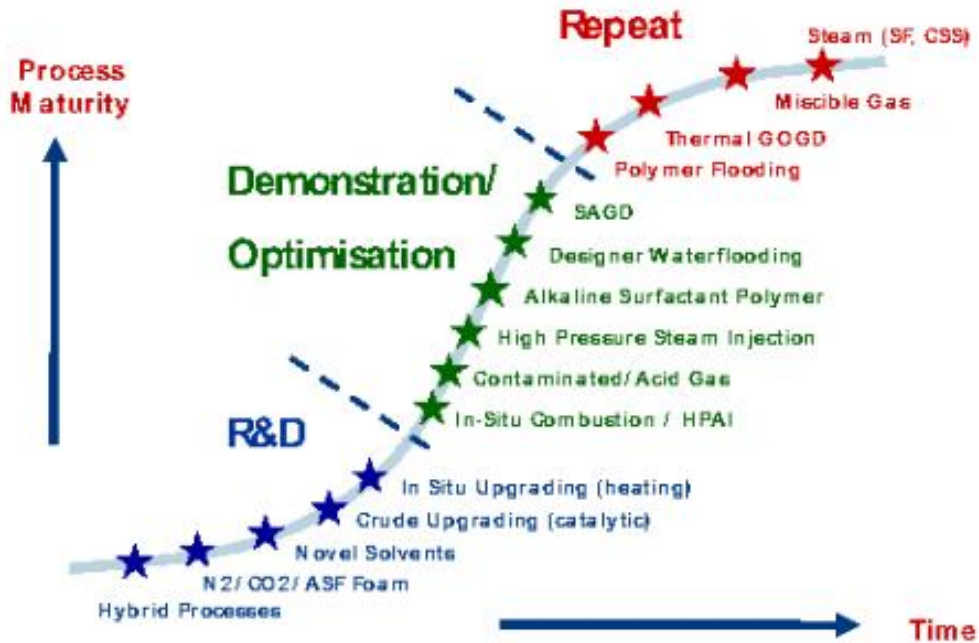 Repeat
Steam (SF, CSS)
Process
Maturity
Miscible Gas
Thermal GOGD
Polymer Flooding
Demonstration/
Optimisation
SAGD
Designer Waterflooding
Alkaline Surfactant Polymer
High Pressure Steam Injection
Contaminated/ Acid Gas
In-Situ Combustion / HPAI
R&D
In Situ Upgrading (heating)
Crude Upgrading (catalytic)
Novel Solvents
N2/ CO2/ ASF Foam
Hybrid Processes
Time